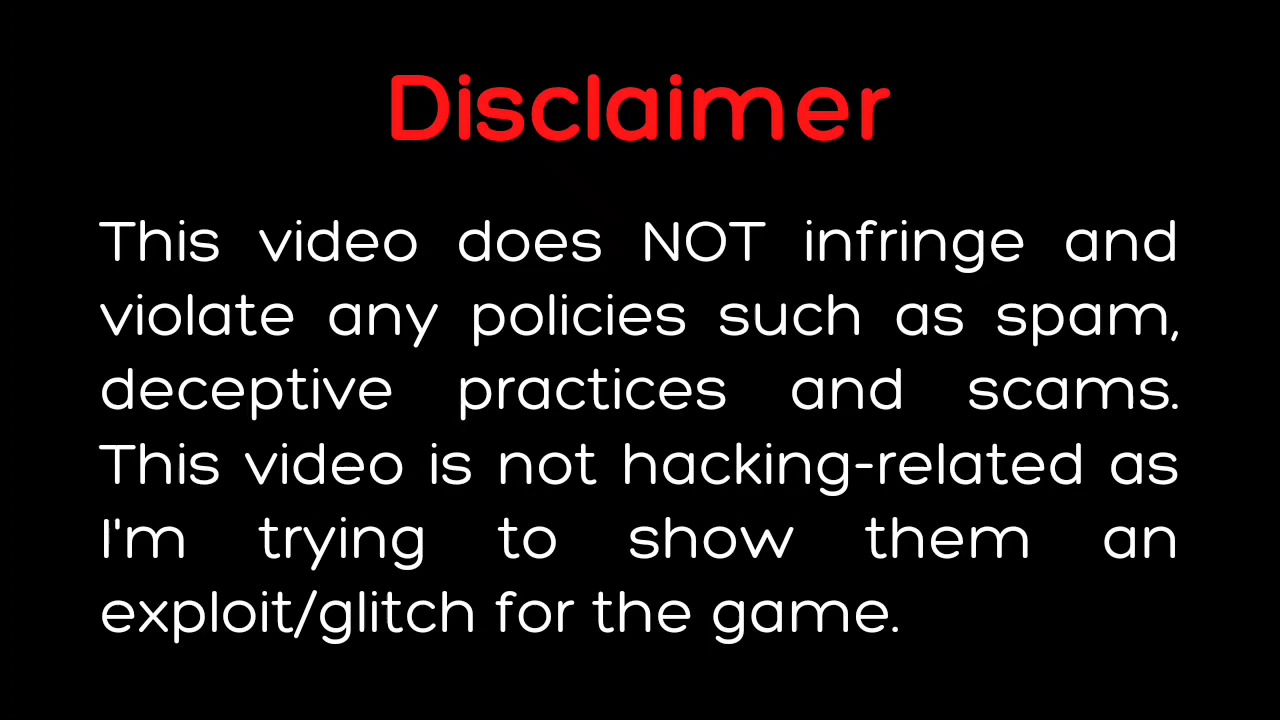 Disclaimer
This video does NOT infringe and
violate any policies such as spam,
deceptive practices and scams.
This video is not hacking-related as
I'm trying to show them an
exploit/glitch for the game.